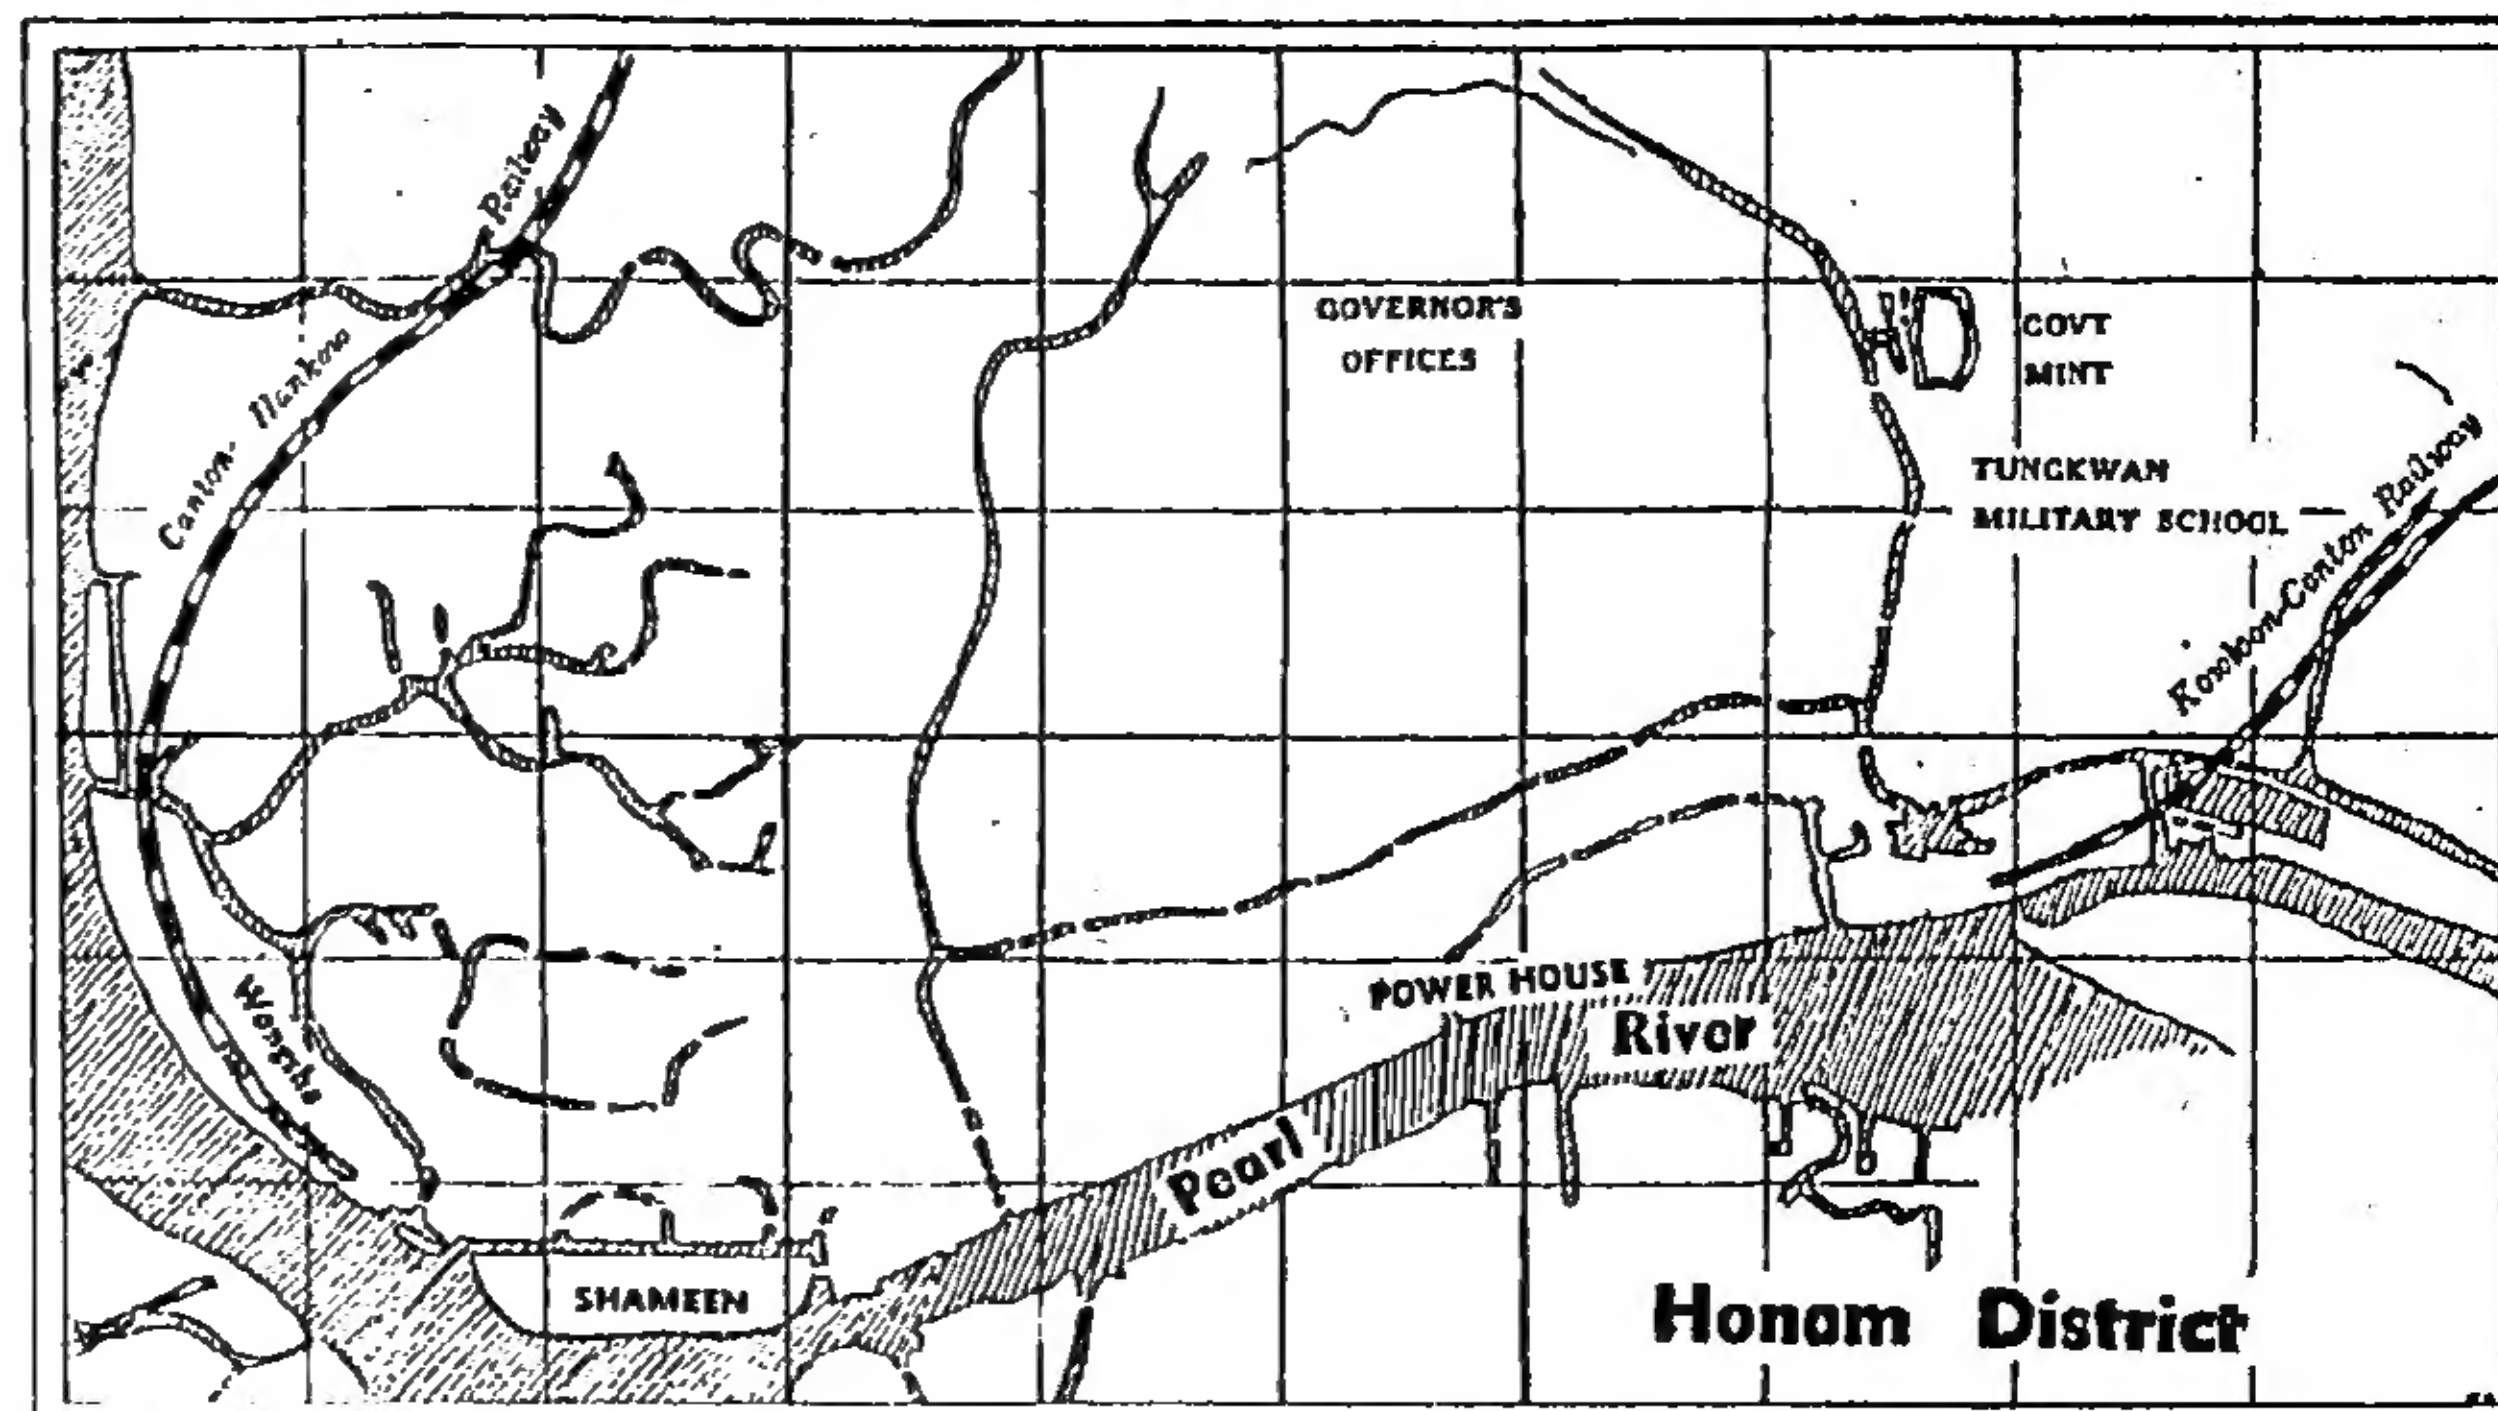 Canton-Hankow Railway
GOVERNOR'S
OFFICES
GOVT
MINT
TUNGKWAN
MILITARY SCHOOL
Kowloon-Canton Railway
Wongsha
POWER HOUSE
Pearl River
SHAMEEN
Honam District